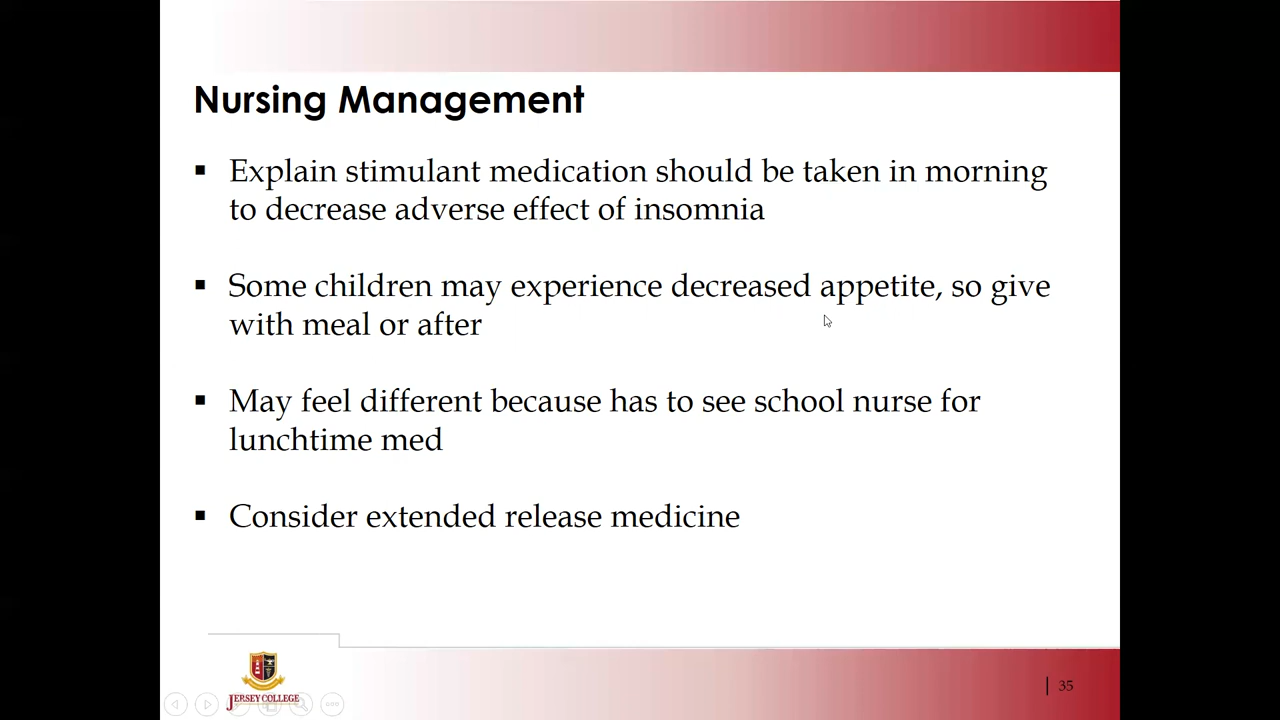 Nursing Management
▪ Explain stimulant medication should be taken in morning
to decrease adverse effect of insomnia
▪ Some children may experience decreased appetite, so give
with meal or after
▪ May feel different because has to see school nurse for
lunchtime med
▪ Consider extended release medicine
JERSEY COLLEGE
35